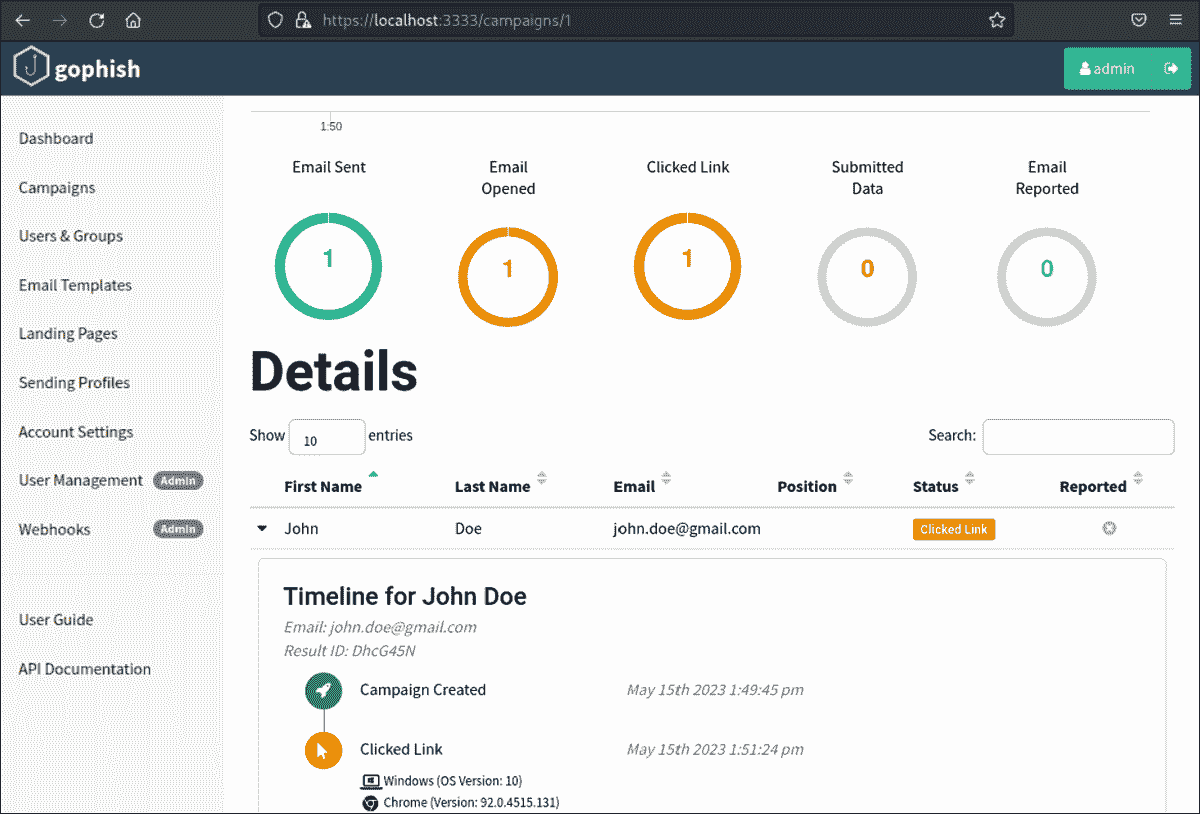 https://localhost:3333/campaigns/1
gophish
admin
Dashboard
Campaigns
Users & Groups
Email Templates
Landing Pages
Sending Profiles
Account Settings
User Management Admin
Webhooks Admin
User Guide
API Documentation
1:50
Email Sent
1
Email
Opened
1
Clicked Link
1
Submitted
Data
0
Email
Reported
0
Details
Show 10 entries
Search:
First Name Last Name Email Position Status Reported
John Doe john.doe@gmail.com Clicked Link
Timeline for John Doe
Email: john.doe@gmail.com
Result ID: DhcG45N
Campaign Created May 15th 2023 1:49:45 pm
Clicked Link May 15th 2023 1:51:24 pm
Windows (OS Version: 10)
Chrome (Version: 92.0.4515.131)